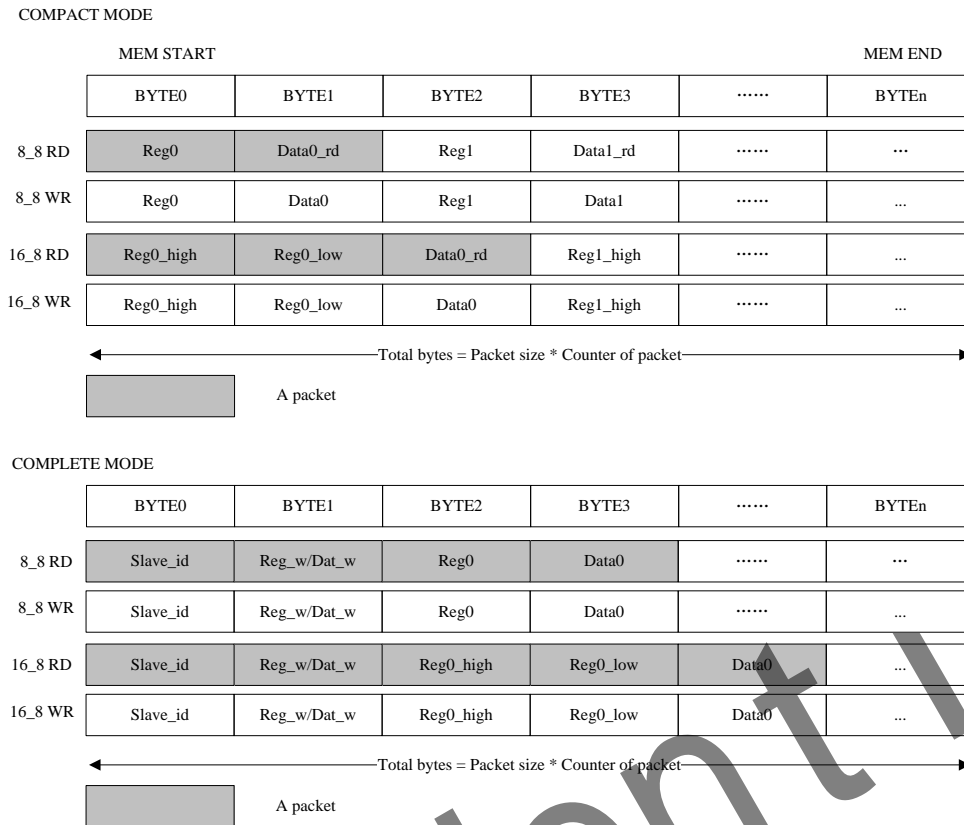 COMPACT MODE
MEM START MEM END
BYTE0 BYTE1 BYTE2 BYTE3 ...... BYTEn
8_8 RD Reg0 Data0_rd Reg1 Data1_rd ...... ...
8_8 WR Reg0 Data0 Reg1 Data1 ...... ...
16_8 RD Reg0_high Reg0_low Data0_rd Reg1_high ...... ...
16_8 WR Reg0_high Reg0_low Data0 Reg1_high ...... ...
Total bytes = Packet size * Counter of packet
A packet
COMPLETE MODE
BYTE0 BYTE1 BYTE2 BYTE3 ...... BYTEn
8_8 RD Slave_id Reg_w/Dat_w Reg0 Data0 ...... ...
8_8 WR Slave_id Reg_w/Dat_w Reg0 Data0 ...... ...
16_8 RD Slave_id Reg_w/Dat_w Reg0_high Reg0_low Data0 ...
16_8 WR Slave_id Reg_w/Dat_w Reg0_high Reg0_low Data0 ...
Total bytes = Packet size * Counter of packet
A packet